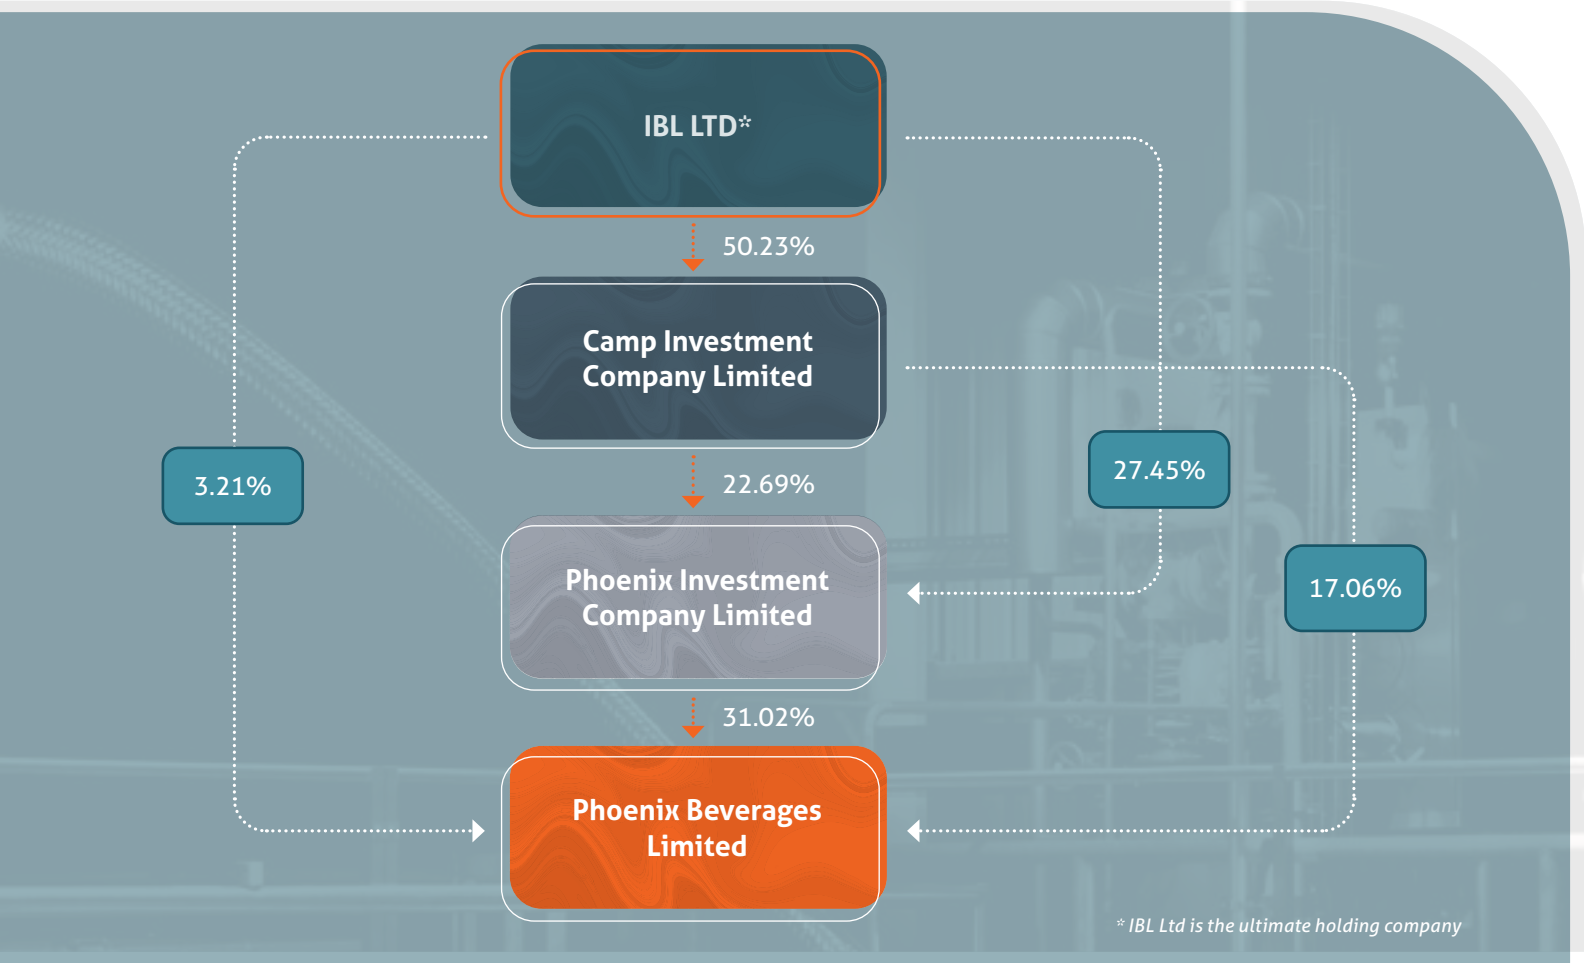 IBL LTD*
50.23%
Camp Investment
Company Limited
22.69%
27.45%
3.21%
Phoenix Investment
Company Limited
17.06%
31.02%
Phoenix Beverages
Limited
* IBL Ltd is the ultimate holding company